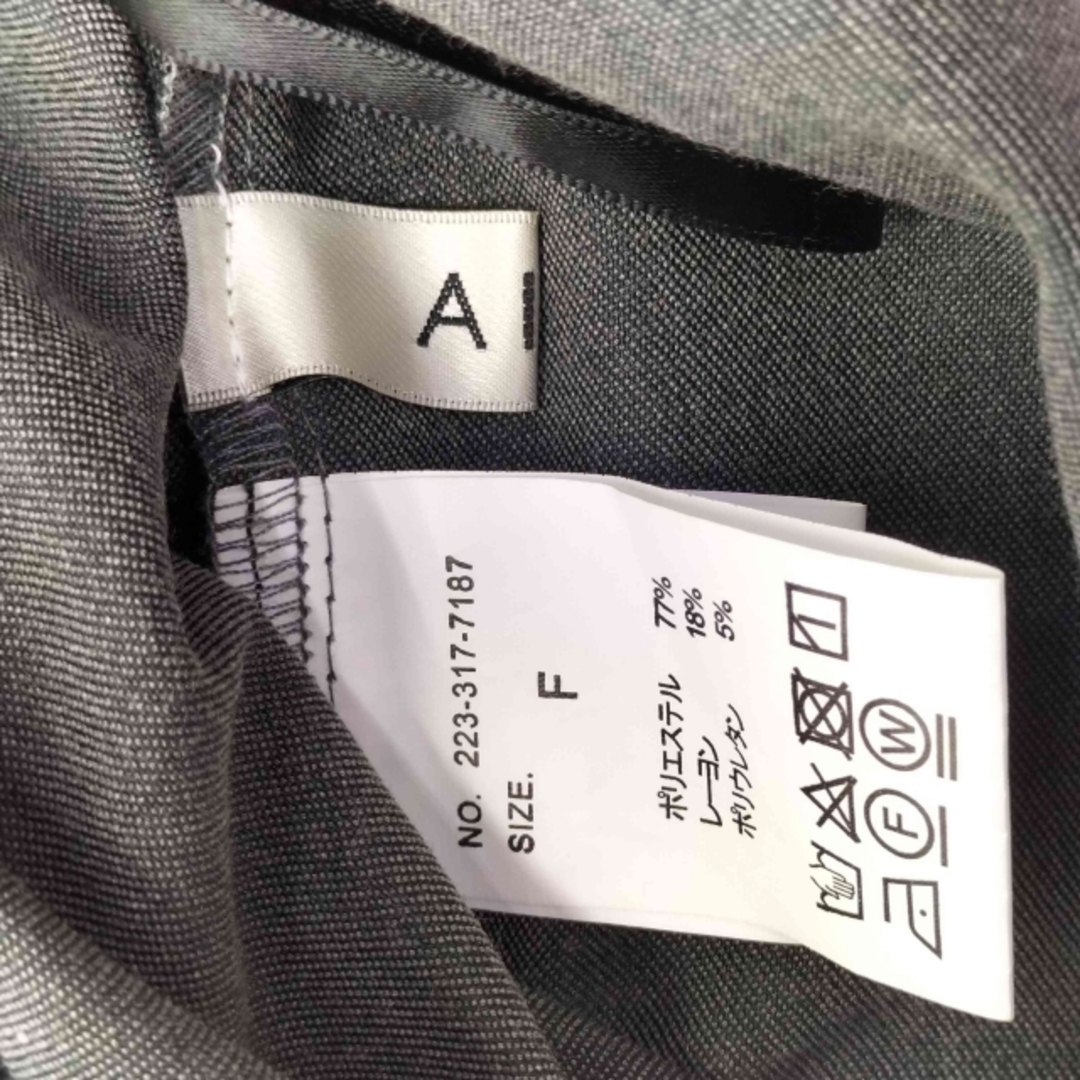 A
NO. 223-317-7187
SIZE.
F
ポリエステル 77%
レーヨン 18%
ポリウレタン 5%
W
F